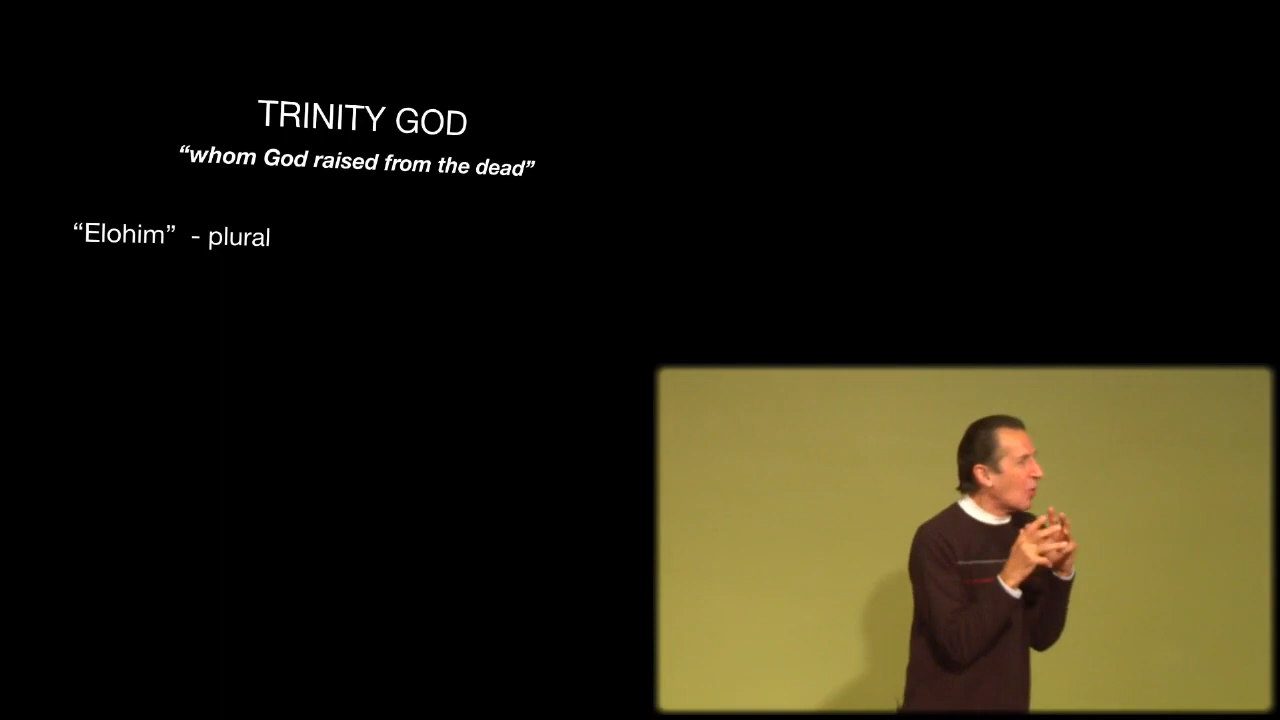 TRINITY GOD
“whom God raised from the dead”
“Elohim” - plural